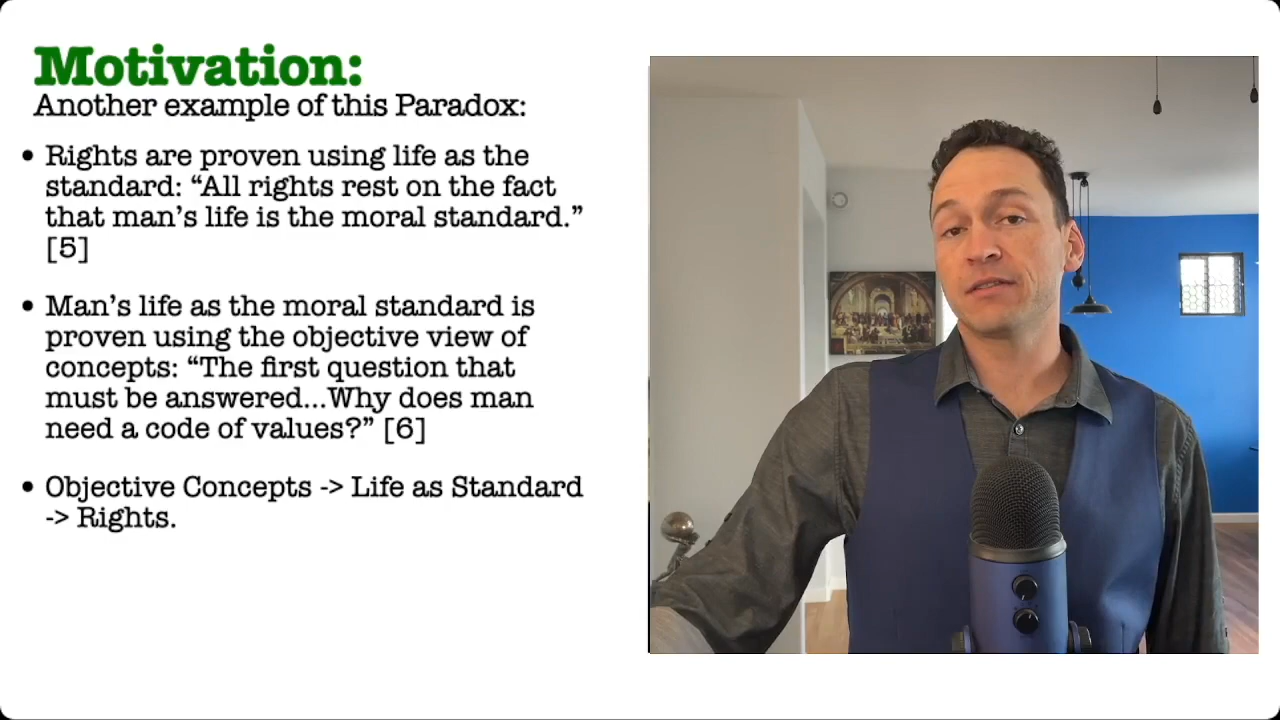 Motivation:
Another example of this Paradox:
• Rights are proven using life as the
standard: “All rights rest on the fact
that man’s life is the moral standard.”
[5]
• Man’s life as the moral standard is
proven using the objective view of
concepts: “The first question that
must be answered...Why does man
need a code of values?” [6]
• Objective Concepts -> Life as Standard
-> Rights.